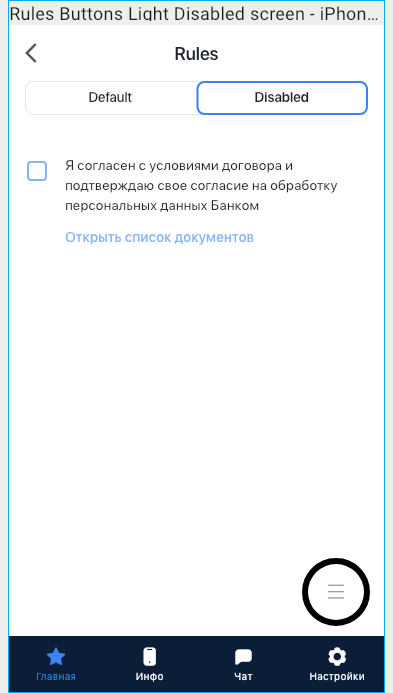 Rules Buttons Light Disabled screen - iPhon...
Rules
Default
Disabled
Я согласен с условиями договора и
подтверждаю свое согласие на обработку
персональных данных Банком
Открыть список документов
Главная
Инфо
Чат
Настройки